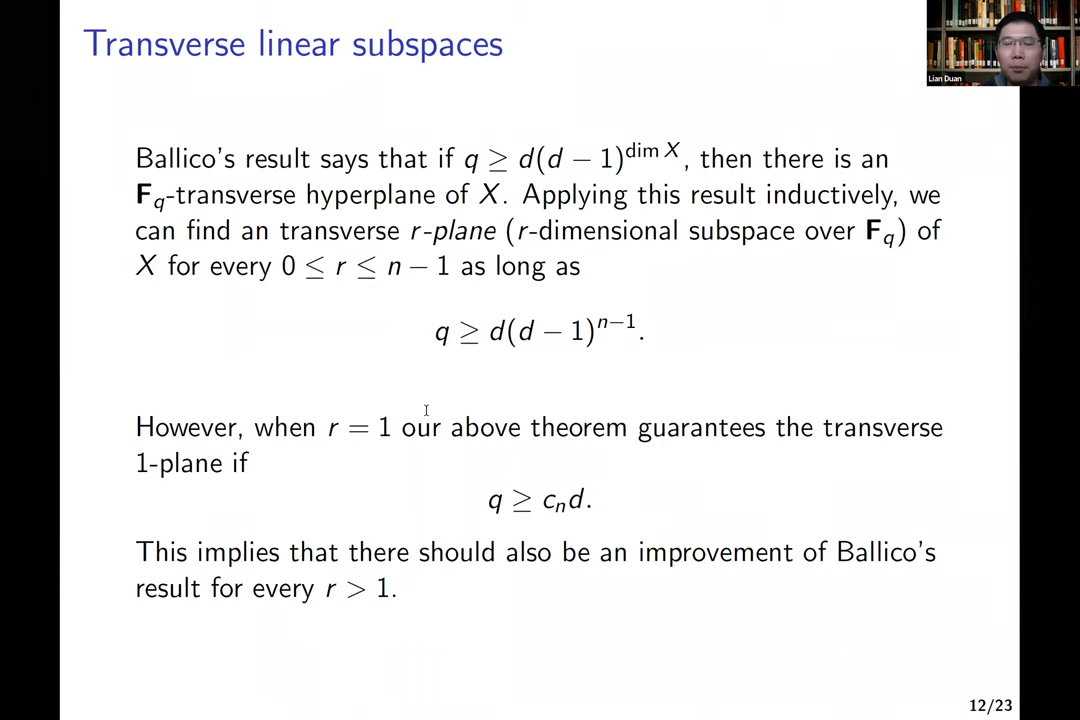 Transverse linear subspaces
Lian Duan
Ballico's result says that if q ≥ d(d − 1)^{dim X}, then there is an
F_q-transverse hyperplane of X. Applying this result inductively, we
can find an transverse r-plane (r-dimensional subspace over F_q) of
X for every 0 ≤ r ≤ n − 1 as long as
q ≥ d(d − 1)^{n−1}.
However, when r = 1 our above theorem guarantees the transverse
1-plane if
q ≥ c_n d.
This implies that there should also be an improvement of Ballico's
result for every r > 1.
12/23